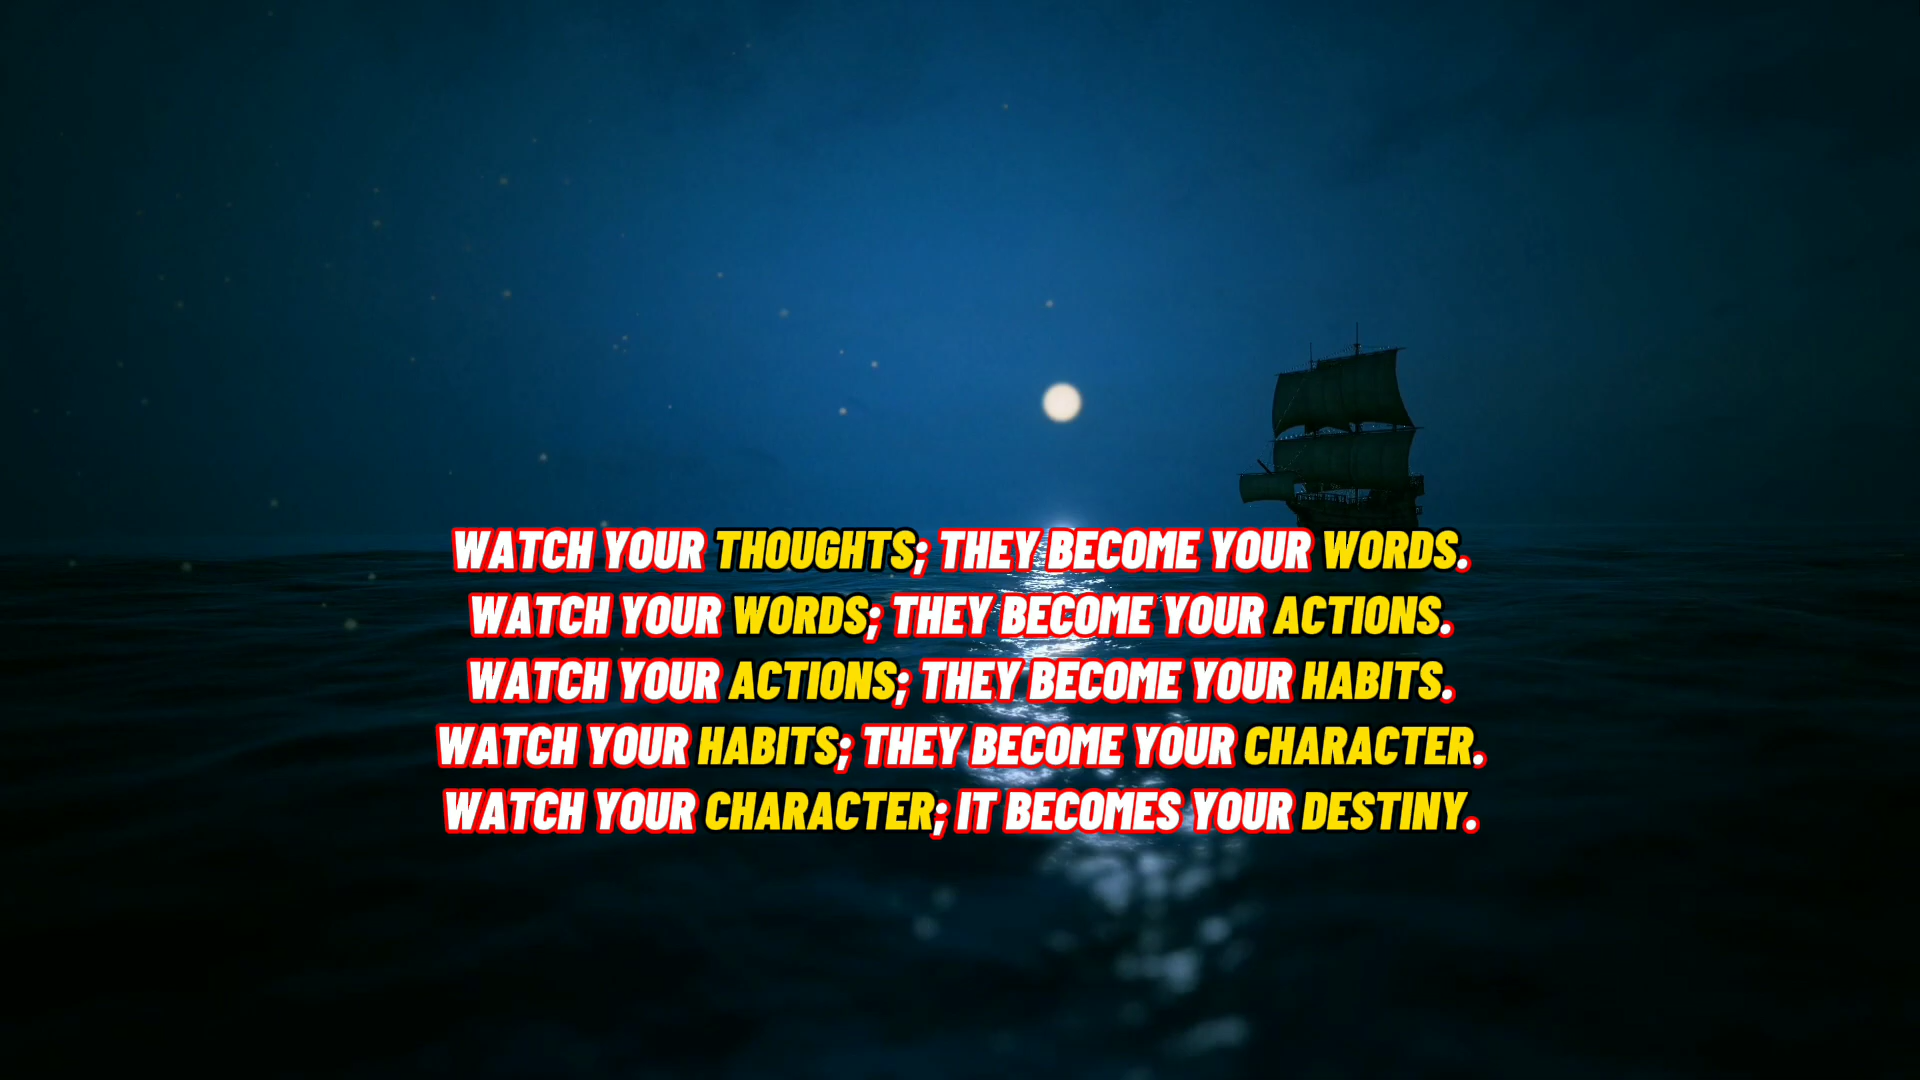 WATCH YOUR THOUGHTS; THEY BECOME YOUR WORDS.
WATCH YOUR WORDS; THEY BECOME YOUR ACTIONS.
WATCH YOUR ACTIONS; THEY BECOME YOUR HABITS.
WATCH YOUR HABITS; THEY BECOME YOUR CHARACTER.
WATCH YOUR CHARACTER; IT BECOMES YOUR DESTINY.